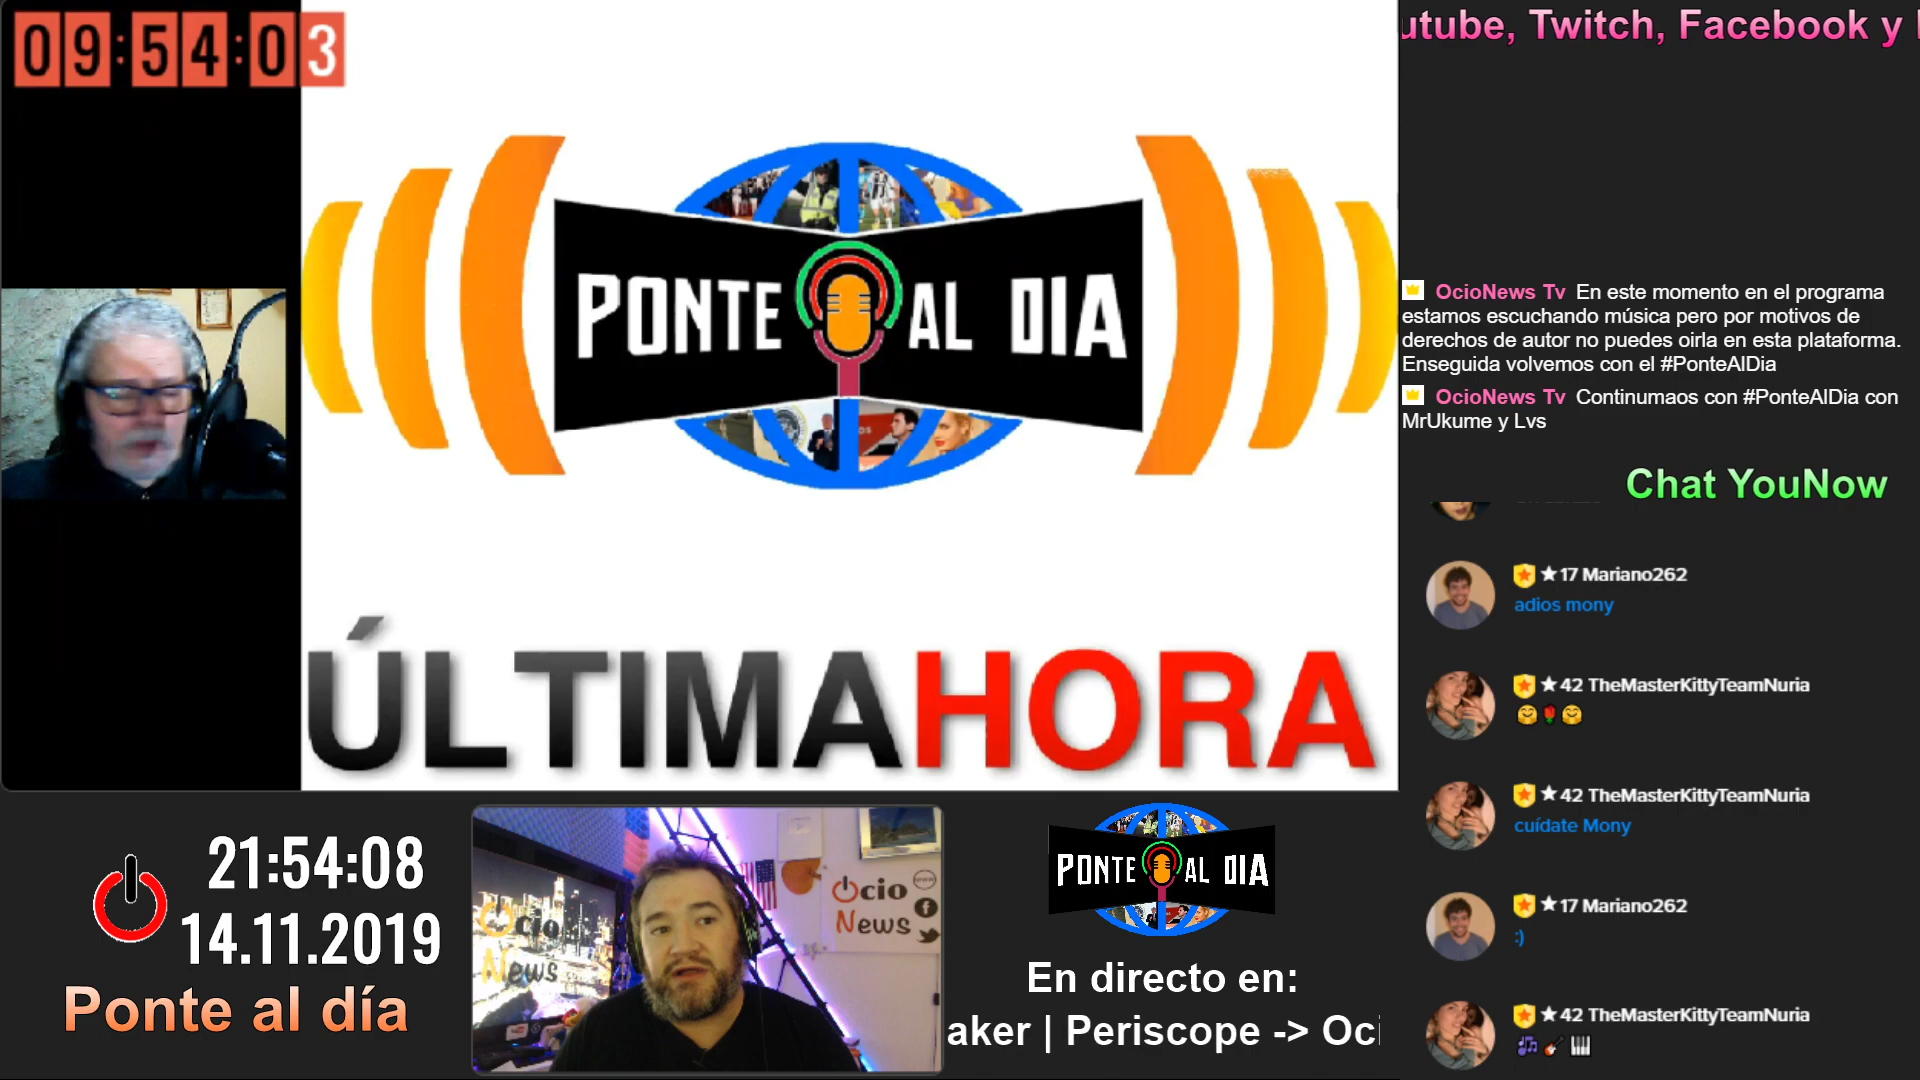 09:54:03
utube, Twitch, Facebook y
PONTE AL DIA
ÚLTIMAHORA
OcioNews Tv En este momento en el programa
estamos escuchando música pero por motivos de
derechos de autor no puedes oirla en esta plataforma.
Enseguida volvemos con el #PonteAlDia
OcioNews Tv Continumaos con #PonteAlDia con
MrUkume y Lvs
Chat YouNow
★17 Mariano262
adios mony
★42 TheMasterKittyTeamNuria
★42 TheMasterKittyTeamNuria
cuídate Mony
★17 Mariano262
:)
★42 TheMasterKittyTeamNuria
21:54:08
14.11.2019
Ponte al día
Ocio
News
Ocio
News
PONTE AL DIA
En directo en:
aker | Periscope -> Oci